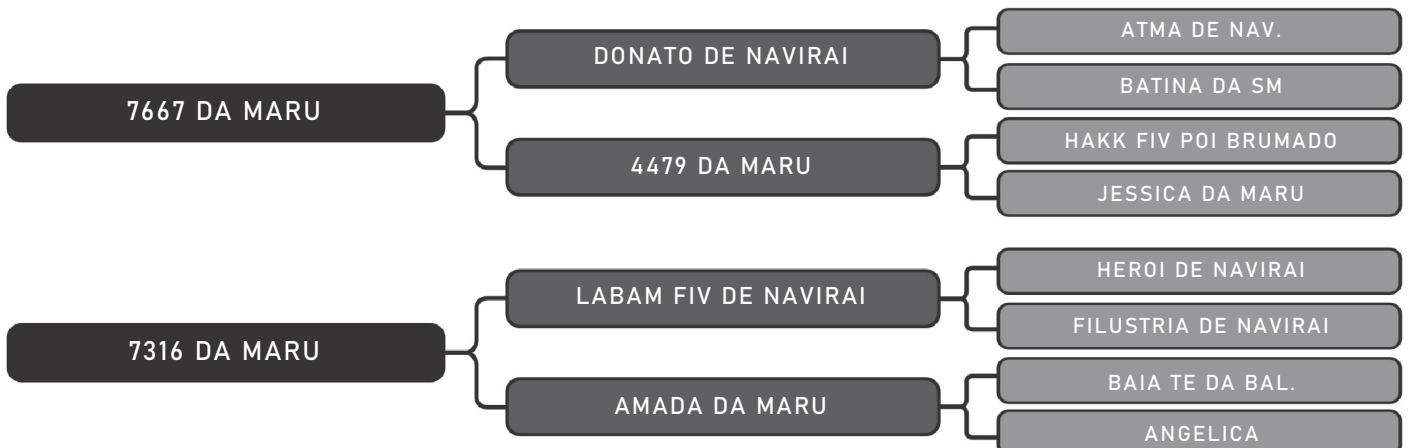 7667 DA MARU
DONATO DE NAVIRAI
ATMA DE NAV.
BATINA DA SM
4479 DA MARU
HAKK FIV POI BRUMADO
JESSICA DA MARU
7316 DA MARU
LABAM FIV DE NAVIRAI
HEROI DE NAVIRAI
FILUSTRIA DE NAVIRAI
AMADA DA MARU
BAIA TE DA BAL.
ANGELICA